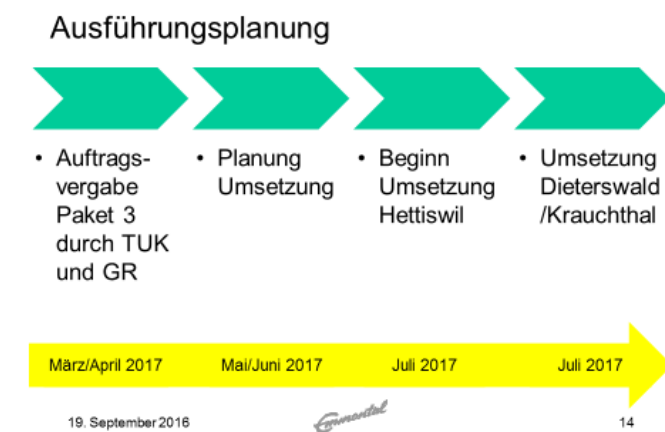 Ausführungsplanung
• Auftrags-
vergabe
Paket 3
durch TUK
und GR
• Planung
Umsetzung
• Beginn
Umsetzung
Hettiswil
• Umsetzung
Dieterswald
/Krauchthal
März/April 2017
Mai/Juni 2017
Juli 2017
Juli 2017
19. September 2016
Emmental
14